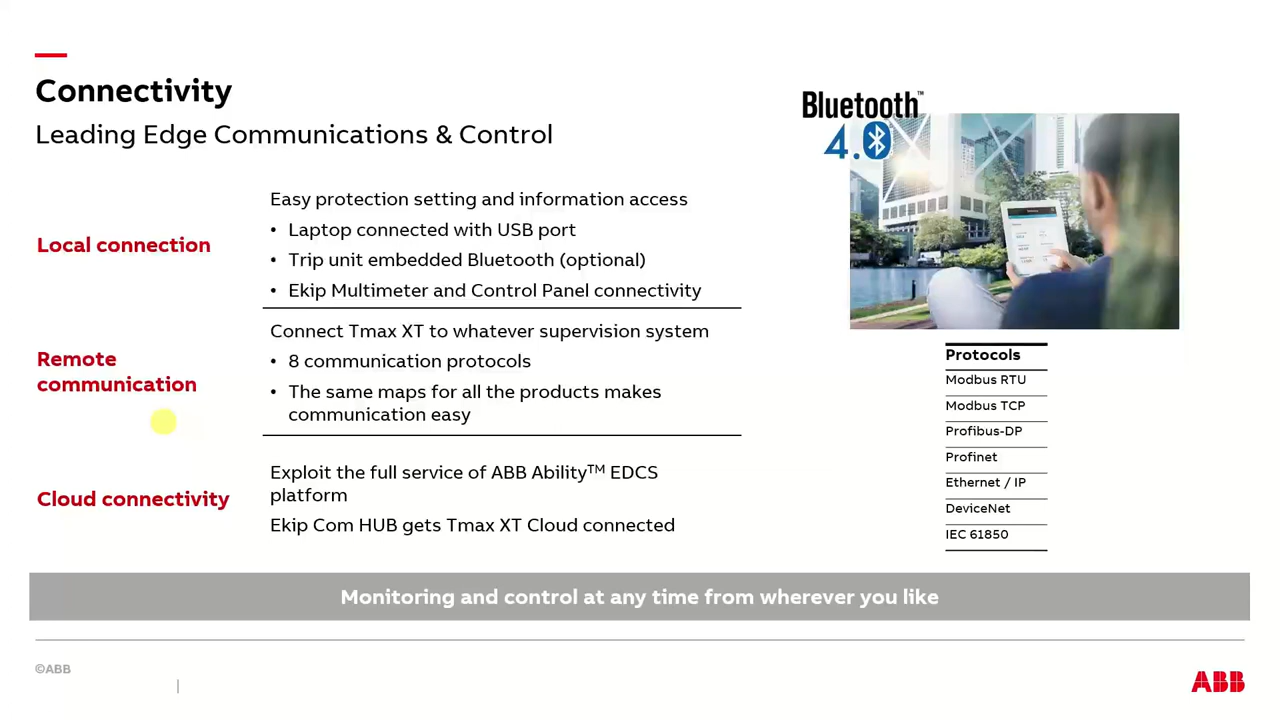 Connectivity
Leading Edge Communications & Control
Local connection
Easy protection setting and information access
• Laptop connected with USB port
• Trip unit embedded Bluetooth (optional)
• Ekip Multimeter and Control Panel connectivity
Remote
communication
Connect Tmax XT to whatever supervision system
• 8 communication protocols
• The same maps for all the products makes
communication easy
Cloud connectivity
Exploit the full service of ABB Ability™ EDCS
platform
Ekip Com HUB gets Tmax XT Cloud connected
Bluetooth™
4.0
Protocols
Modbus RTU
Modbus TCP
Profibus-DP
Profinet
Ethernet / IP
DeviceNet
IEC 61850
Monitoring and control at any time from wherever you like
©ABB
ABB